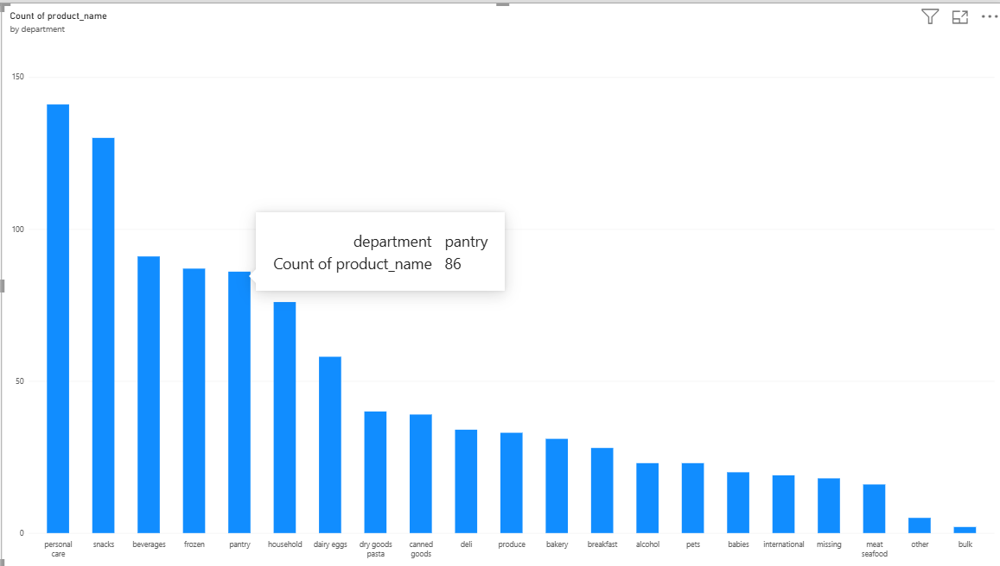 Count of product_name
by department
150
100
50
0
department pantry
Count of product_name 86
personal care
snacks
beverages
frozen
pantry
household
dairy eggs
dry goods pasta
canned goods
deli
produce
bakery
breakfast
alcohol
pets
babies
international
missing
meat seafood
other
bulk